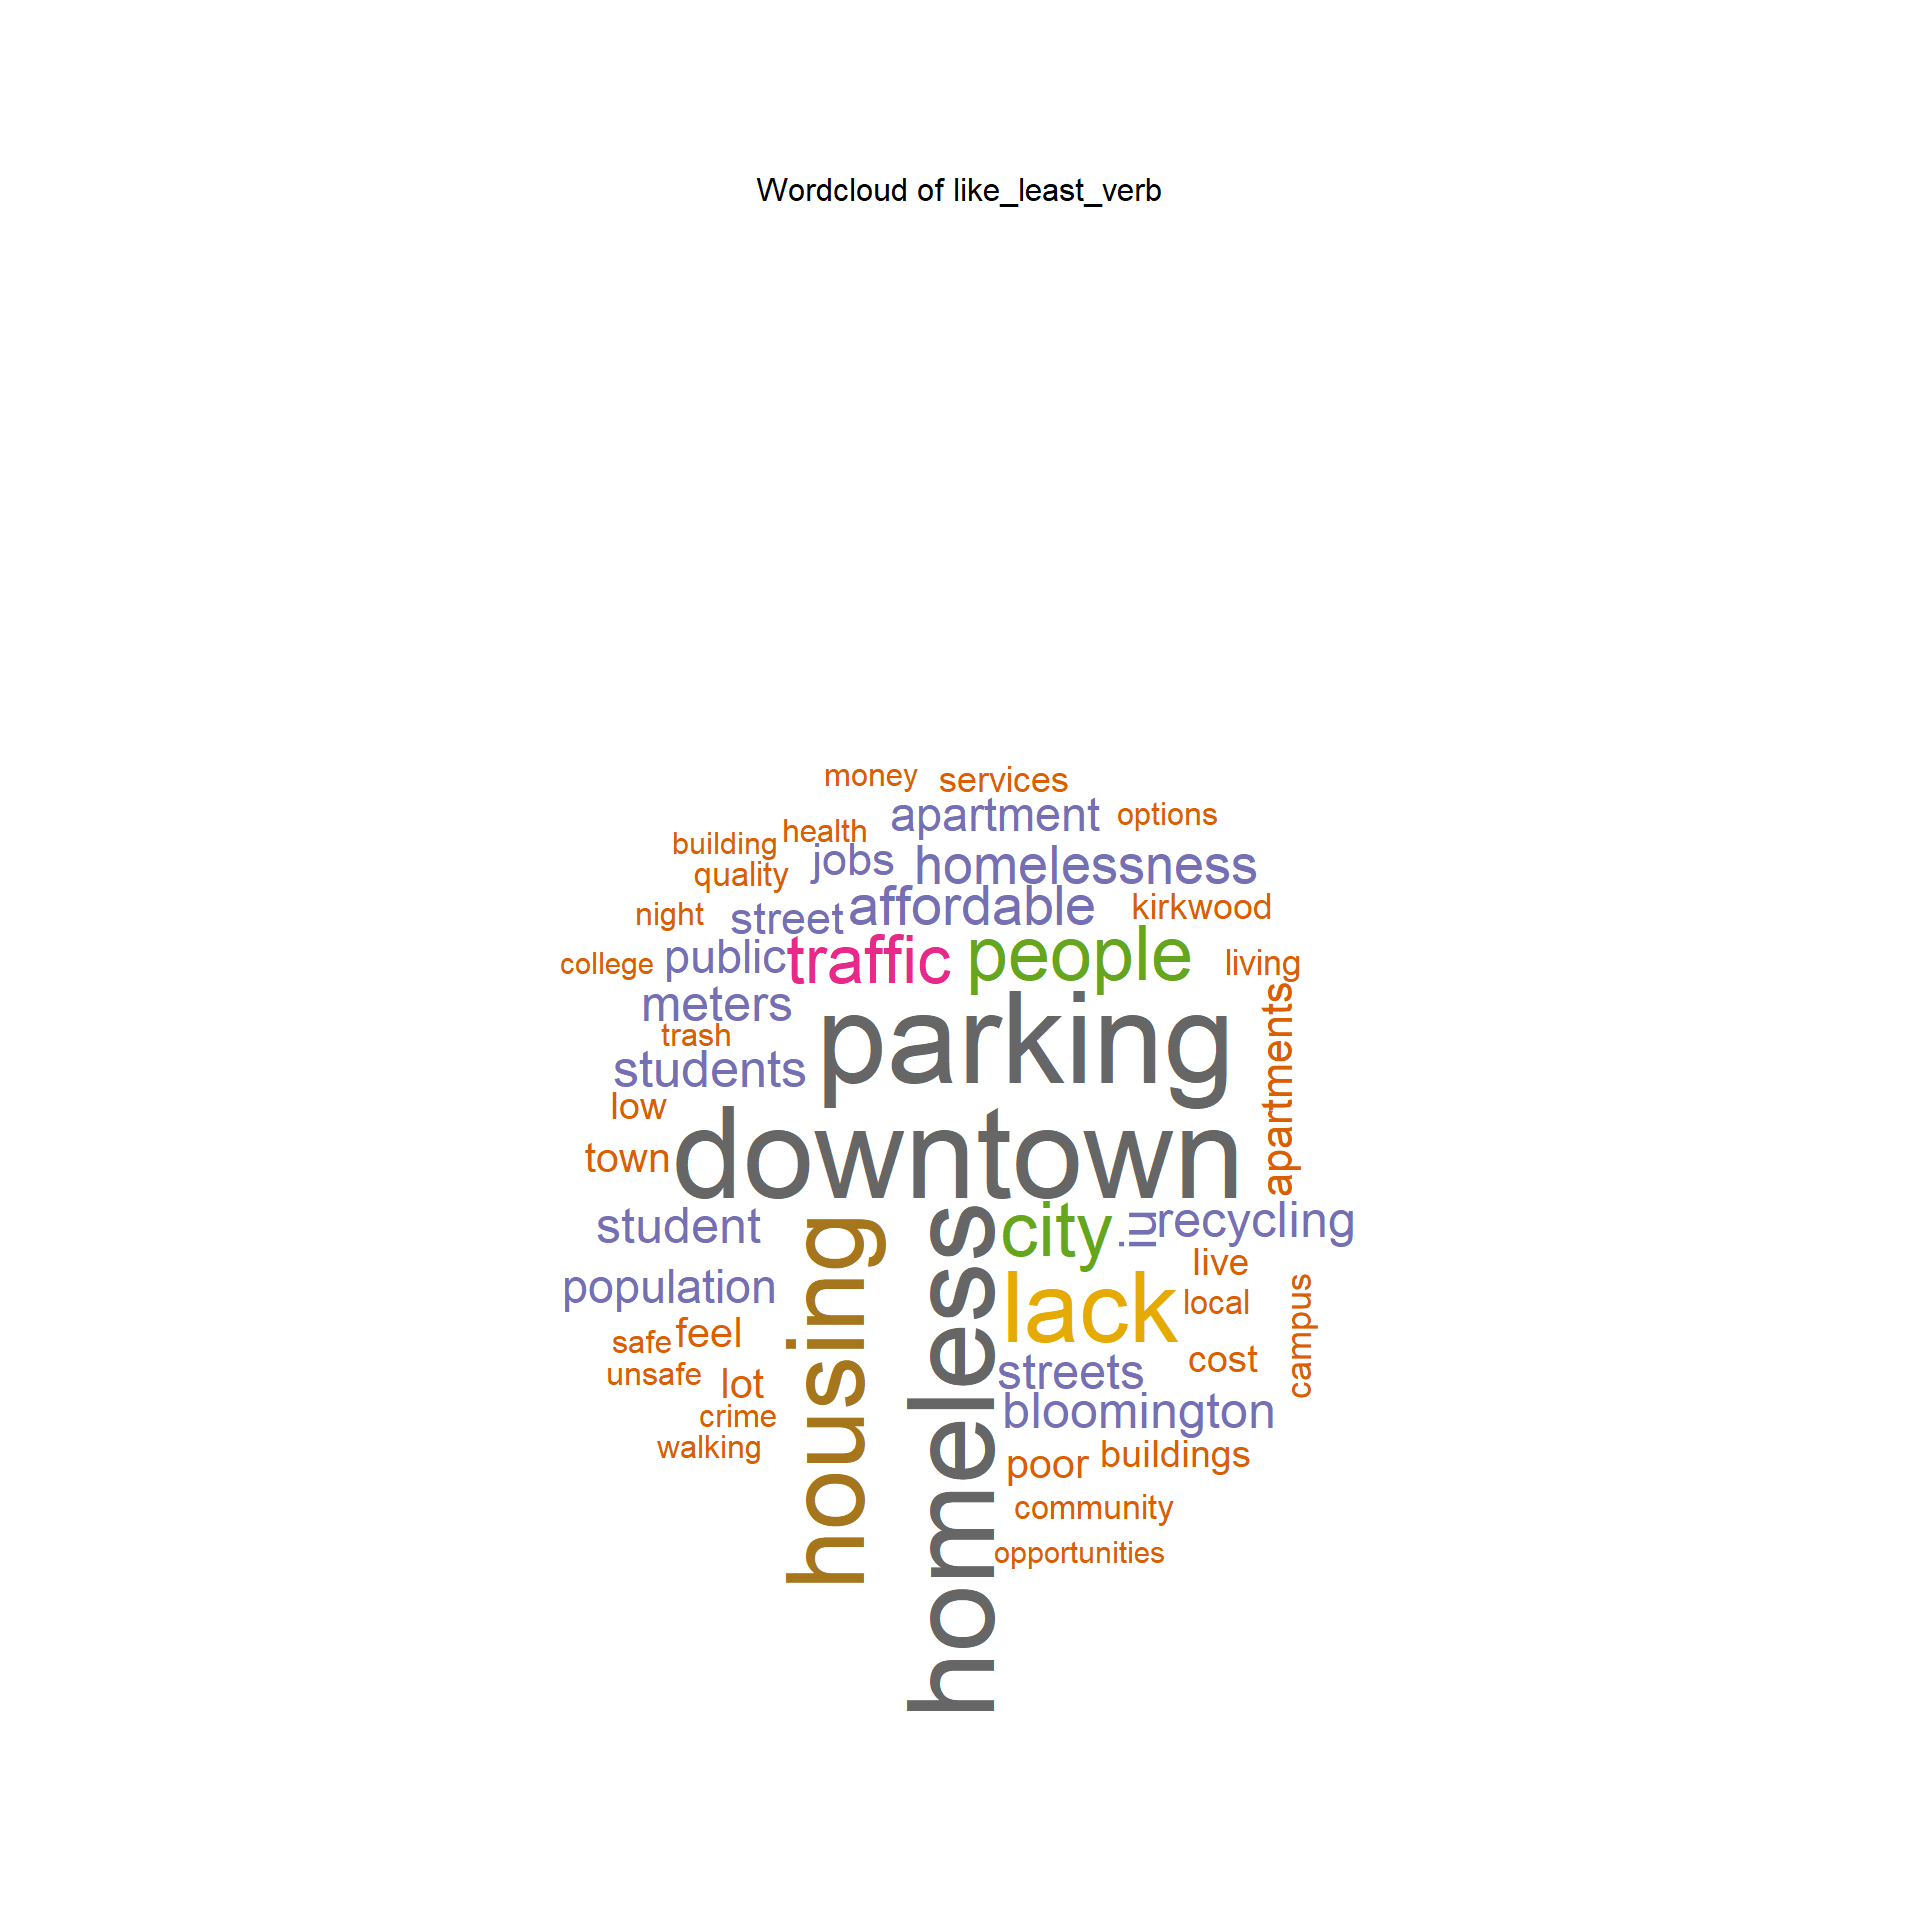 Wordcloud of like_least_verb
money
services
apartment
options
health
building
jobs
homelessness
quality
affordable
kirkwood
night
street
people
traffic
public
college
living
meters
trash
parking
students
apartments
low
downtown
town
student
city
iu
recycling
live
population
lack
local
campus
housing
homeless
safe
feel
unsafe
lot
streets
cost
crime
bloomington
walking
poor
buildings
community
opportunities